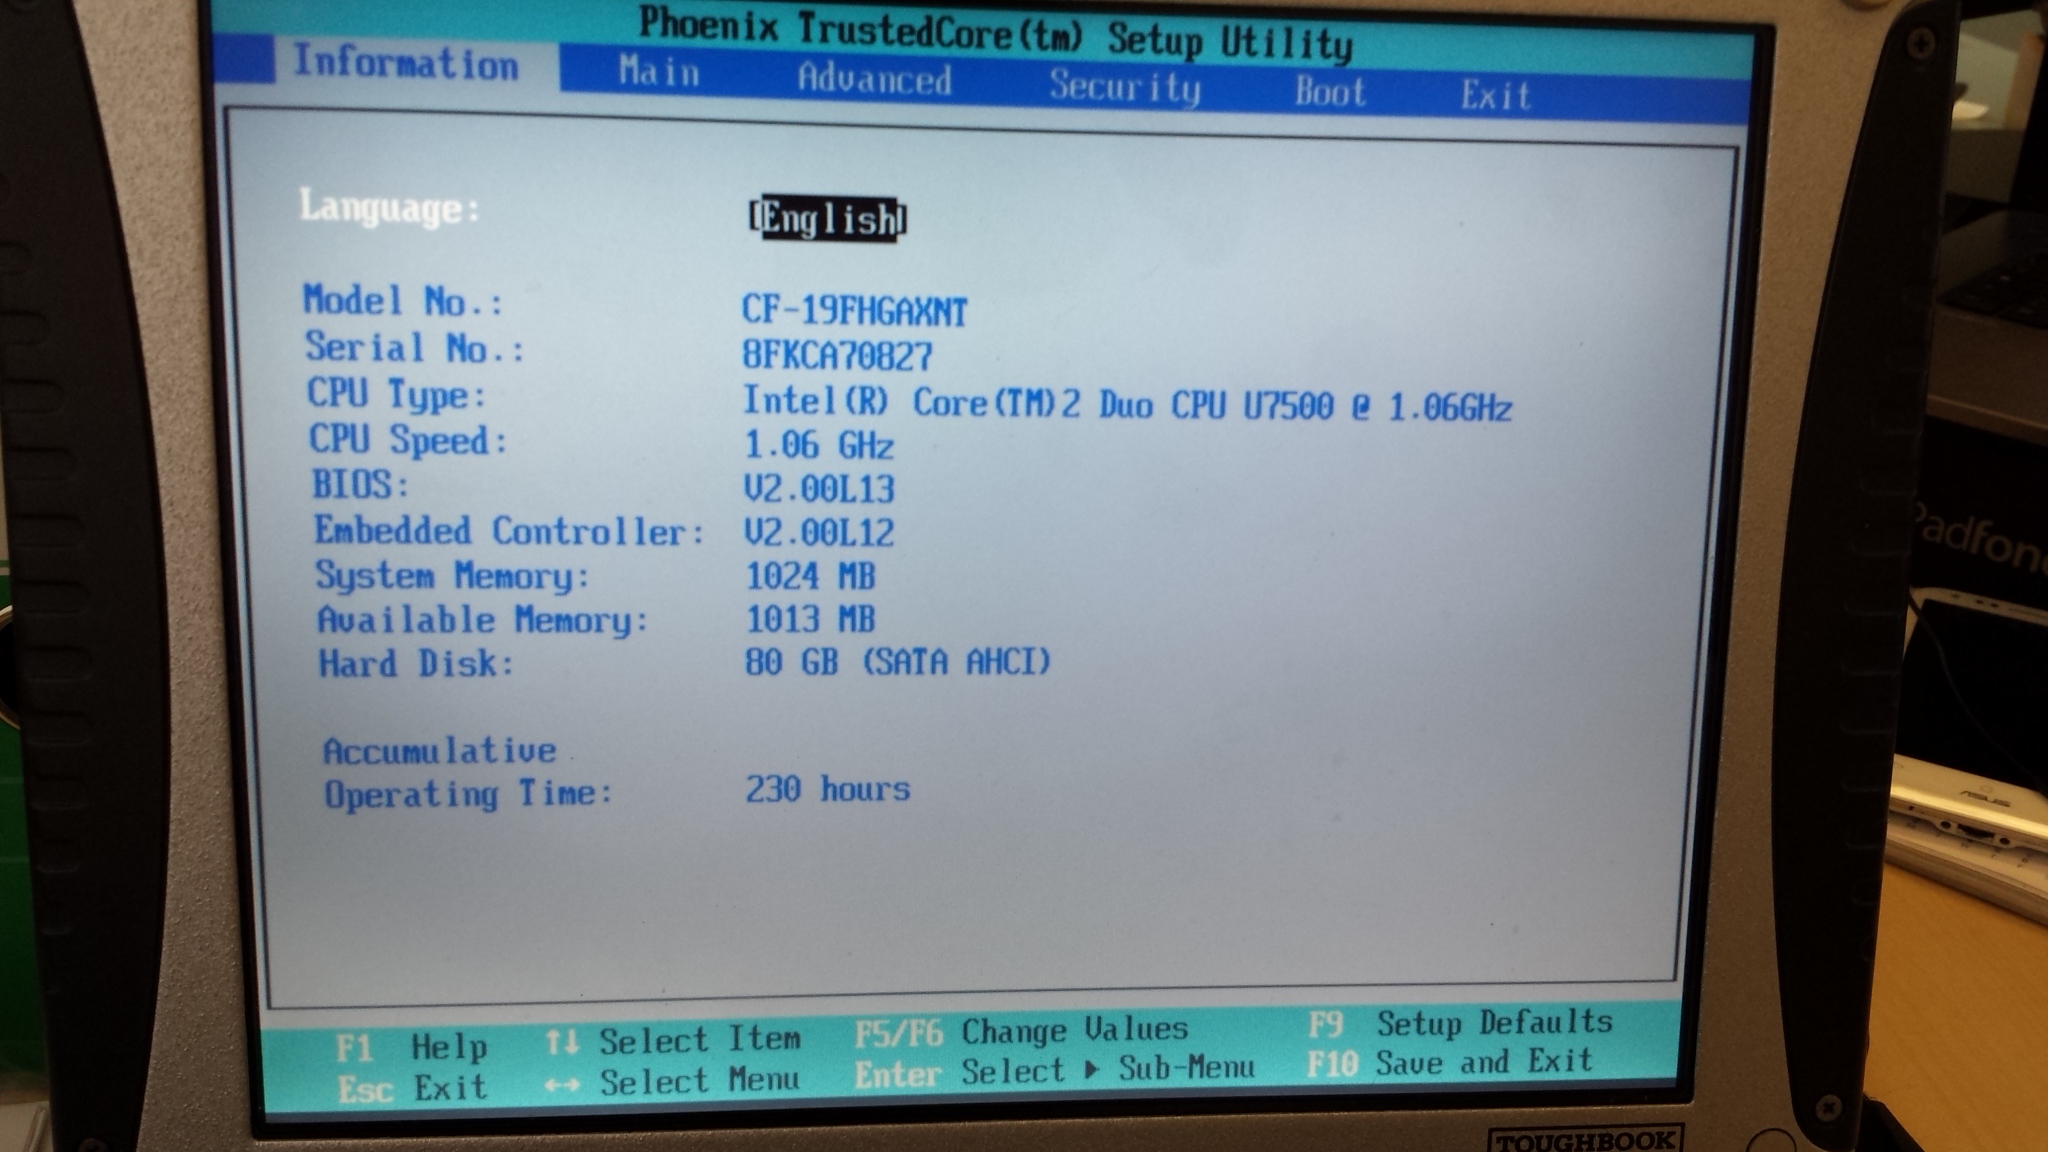 Phoenix TrustedCore(tm) Setup Utility
Information Main Advanced Security Boot Exit
Language: [English]
Model No.: CF-19FHGAXNT
Serial No.: 8FKCA70827
CPU Type: Intel(R) Core(TM)2 Duo CPU U7500 @ 1.06GHz
CPU Speed: 1.06 GHz
BIOS: V2.00L13
Embedded Controller: V2.00L12
System Memory: 1024 MB
Available Memory: 1013 MB
Hard Disk: 80 GB (SATA AHCI)
Accumulative
Operating Time: 230 hours
F1 Help ↑↓ Select Item F5/F6 Change Values F9 Setup Defaults
Esc Exit ←→ Select Menu Enter Select ▶ Sub-Menu F10 Save and Exit
TOUGHBOOK
Padfone
ASUS